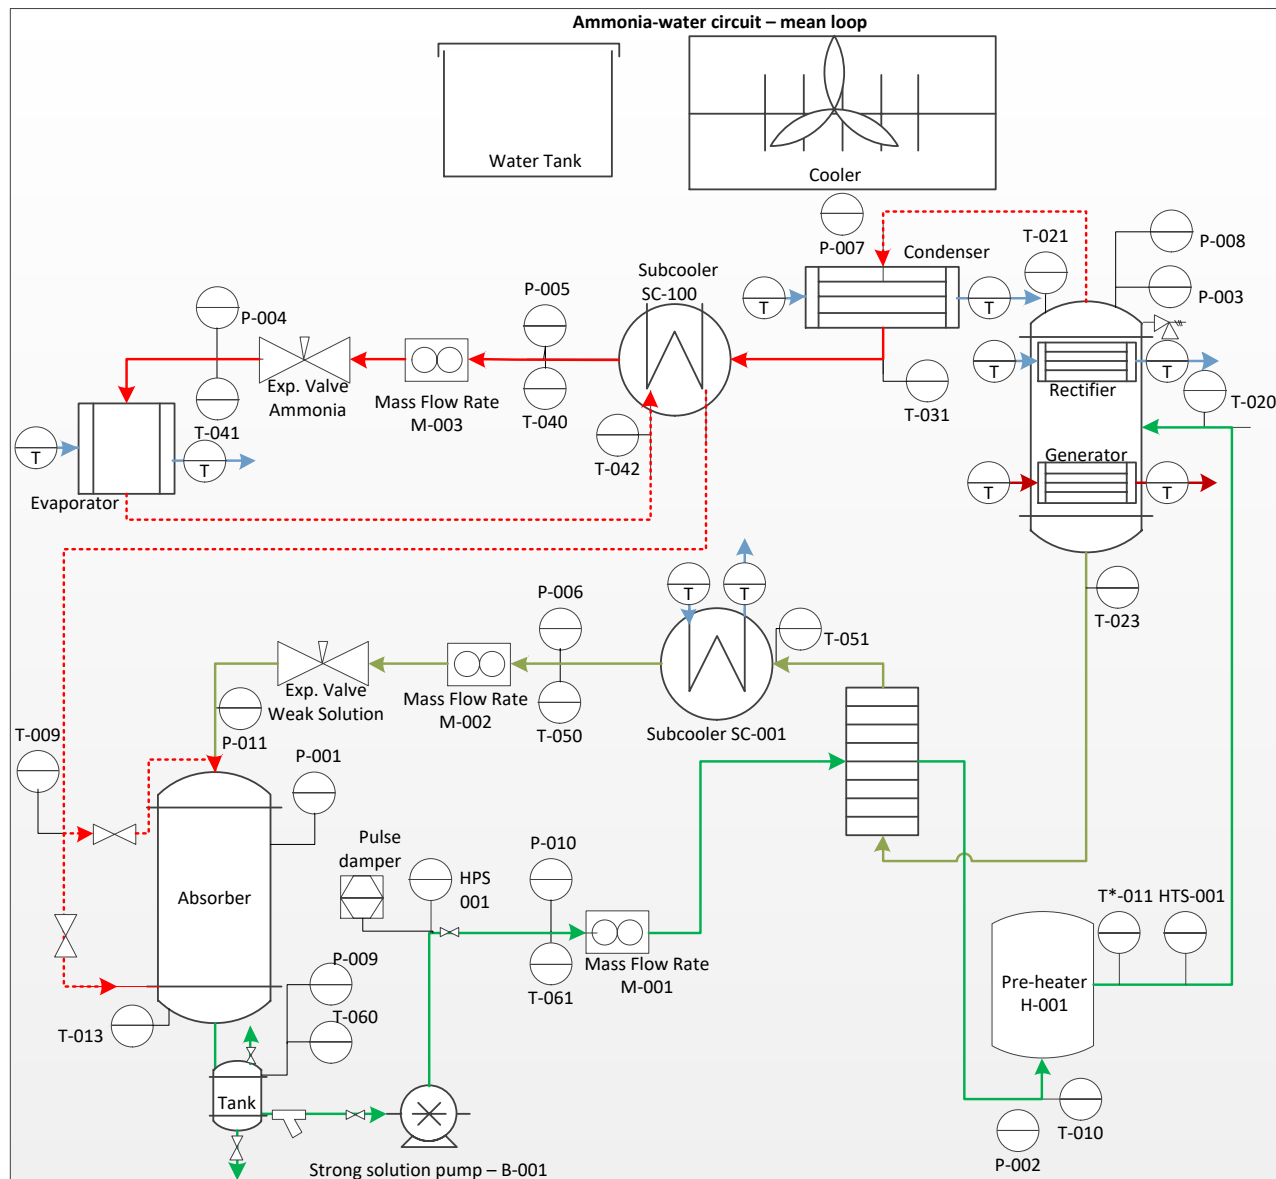 Ammonia-water circuit – mean loop
Water Tank
Cooler
P-007
Condenser
T-021
P-008
P-003
Subcooler
SC-100
P-005
P-004
T
T
T
T
Rectifier
T-020
Exp. Valve
Ammonia
Mass Flow Rate
M-003
T-040
T-031
T-041
T-042
T
T
Evaporator
Generator
T
T
T-023
P-006
T
T
T-051
Exp. Valve
Weak Solution
Mass Flow Rate
M-002
T-050
Subcooler SC-001
T-009
P-011
P-001
Pulse
damper
HPS
001
P-010
Absorber
Mass Flow Rate
M-001
T-061
T*-011 HTS-001
Pre-heater
H-001
P-009
T-060
T-013
Tank
T-010
P-002
Strong solution pump – B-001